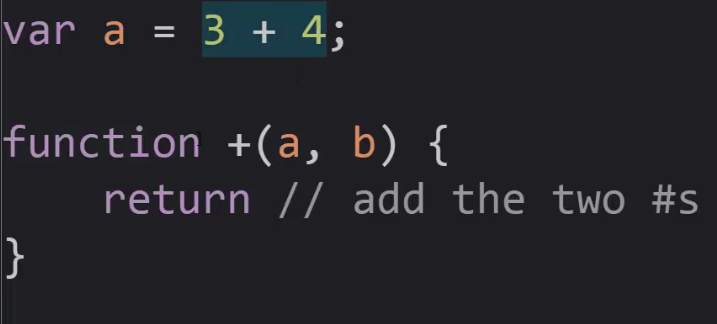 var a = 3 + 4;
function +(a, b) {
return // add the two #s
}